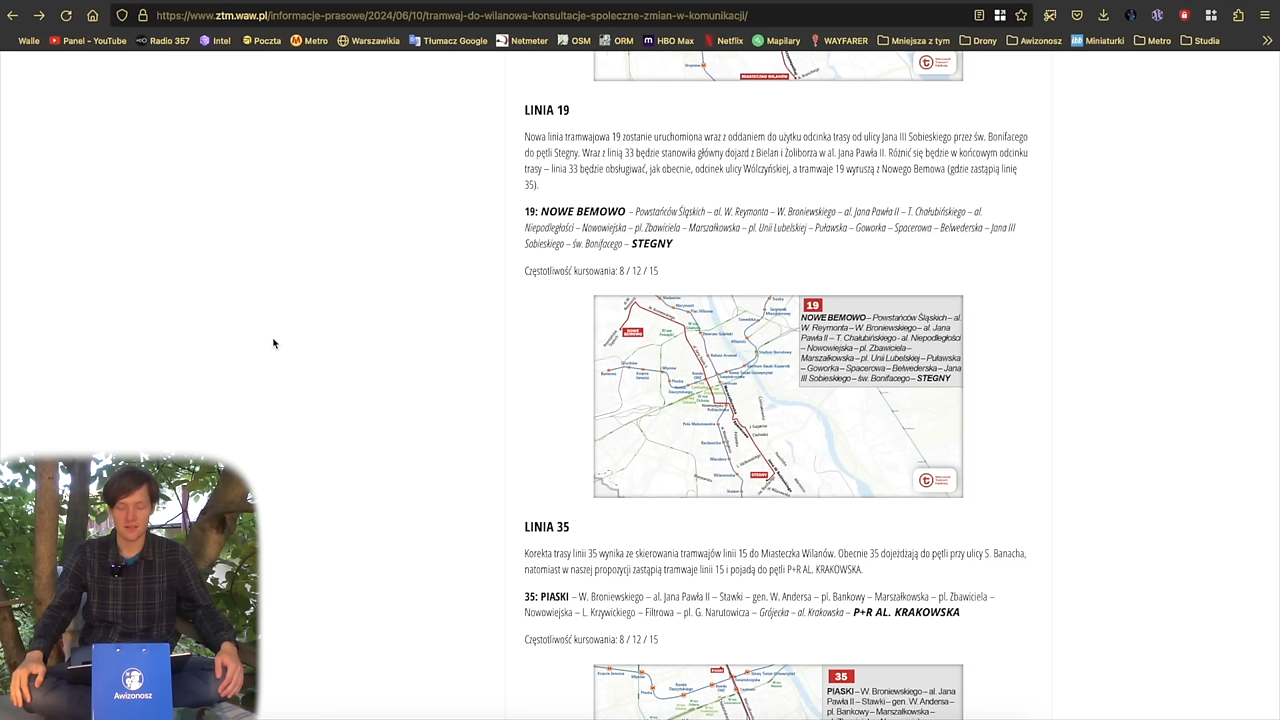 https://www.ztm.waw.pl/informacje-prasowe/2024/06/10/tramwaj-do-wilanowa-konsultacje-spoleczne-zmian-w-komunikacji/
Walle Panel - YouTube Radio 357 Intel Poczta Metro Warszawikia Tłumacz Google Netmeter OSM ORM HBO Max Netflix Mapilary WAYFARER Mniejsza z tym Drony Awizonosz Miniaturki Metro Studia
MIASTECZKO WILANÓW
LINIA 19
Nowa linia tramwajowa 19 zostanie uruchomiona wraz z oddaniem do użytku odcinka trasy od ulicy Jana III Sobieskiego przez św. Bonifacego
do pętli Stegny. Wraz z linią 33 będzie stanowiła główny dojazd z Bielan i Żoliborza w al. Jana Pawła II. Różnić się będzie w końcowym odcinku
trasy – linia 33 będzie obsługiwać, jak obecnie, odcinek ulicy Wólczyńskiej, a tramwaje 19 wyruszą z Nowego Bemowa (gdzie zastąpią linię
35).
19: NOWE BEMOWO – Powstańców Śląskich – al. W. Reymonta – W. Broniewskiego – al. Jana Pawła II – T. Chałubińskiego – al.
Niepodległości – Nowowiejska – pl. Zbawiciela – Marszałkowska – pl. Unii Lubelskiej – Puławska – Goworka – Spacerowa – Belwederska – Jana III
Sobieskiego – św. Bonifacego – STEGNY
Częstotliwość kursowania: 8 / 12 / 15
19
NOWE BEMOWO – Powstańców Śląskich – al.
W. Reymonta – W. Broniewskiego – al. Jana
Pawła II – T. Chałubińskiego - al. Niepodległości
– Nowowiejska – pl. Zbawiciela –
Marszałkowska – pl. Unii Lubelskiej – Puławska
– Goworka – Spacerowa – Belwederska – Jana
III Sobieskiego – św. Bonifacego – STEGNY
NOWE BEMOWO
STEGNY
LINIA 35
Korekta trasy linii 35 wynika ze skierowania tramwajów linii 15 do Miasteczka Wilanów. Obecnie 35 dojeżdżają do pętli przy ulicy S. Banacha,
natomiast w naszej propozycji zastąpią tramwaje linii 15 i pojadą do pętli P+R AL. KRAKOWSKA.
35: PIASKI – W. Broniewskiego – al. Jana Pawła II – Stawki – gen. W. Andersa – pl. Bankowy – Marszałkowska – pl. Zbawiciela –
Nowowiejska – L. Krzywickiego – Filtrowa – pl. G. Narutowicza – Grójecka – al. Krakowska – P+R AL. KRAKOWSKA
Częstotliwość kursowania: 8 / 12 / 15
PIASKI
35
PIASKI – W. Broniewskiego – al. Jana
Pawła II – Stawki – gen. W. Andersa –
pl. Bankowy – Marszałkowska –
Awizonosz